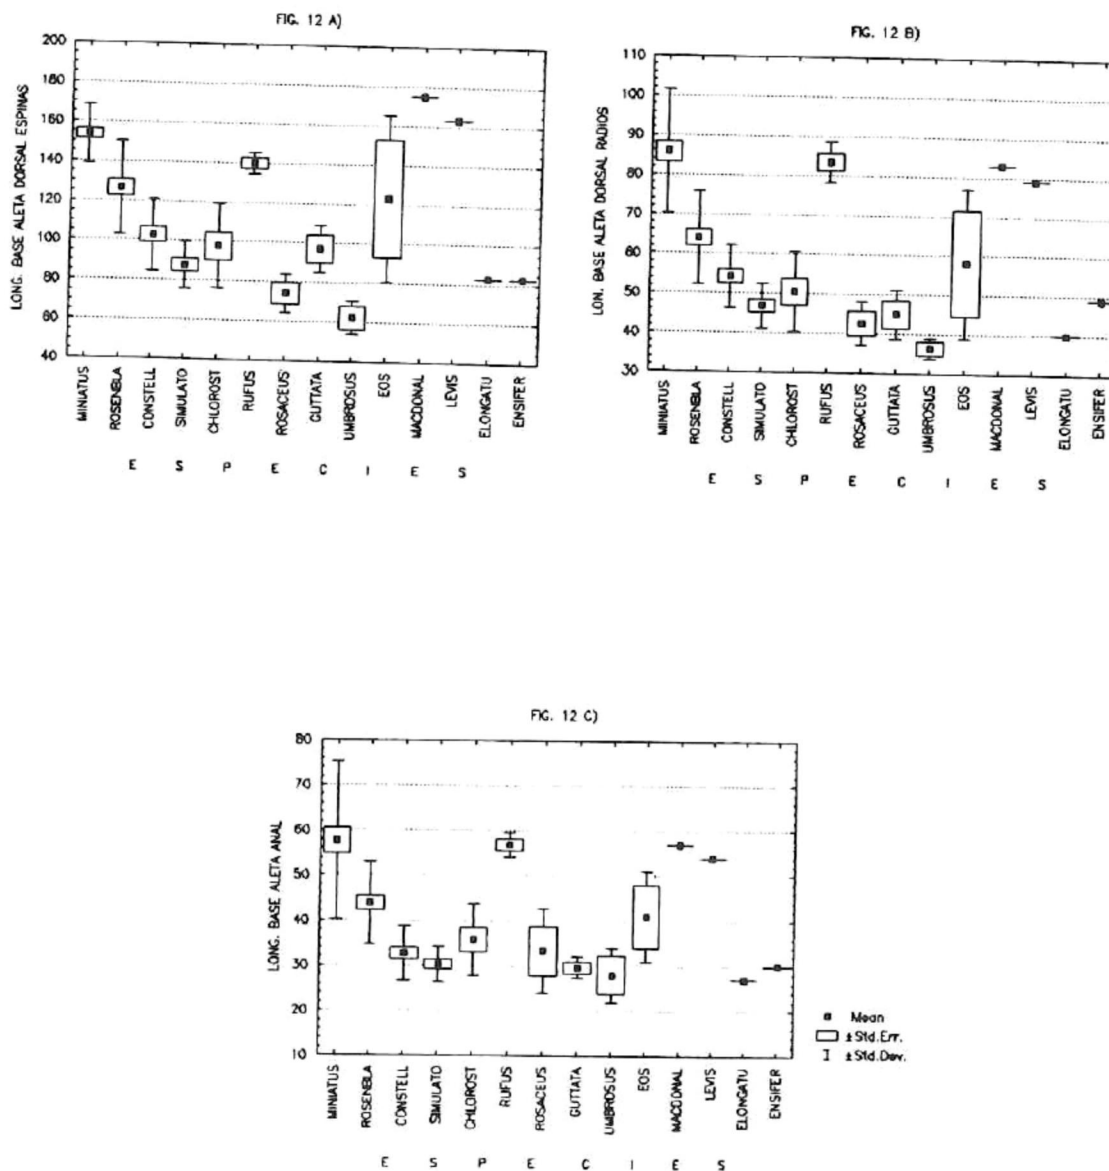 FIG. 12 A)
LONG. BASE ALETA DORSAL ESPINAS
200
180
160
140
120
100
80
60
40
MINIATUS
ROSENBLA
CONSTELL
SIMULATO
CHLOROST
RUFUS
ROSACEUS
GUTTATA
UMBROSUS
EOS
MACDONAL
LEVIS
ELONGATU
ENSIFER
E S P E C I E S
FIG. 12 B)
LON. BASE ALETA DORSAL RADIOS
110
100
90
80
70
60
50
40
30
MINIATUS
ROSENBLA
CONSTELL
SIMULATO
CHLOROST
RUFUS
ROSACEUS
GUTTATA
UMBROSUS
EOS
MACDONAL
LEVIS
ELONGATU
ENSIFER
E S P E C I E S
FIG. 12 C)
LONG. BASE ALETA ANAL
80
70
60
50
40
30
20
10
MINIATUS
ROSENBLA
CONSTELL
SIMULATO
CHLOROST
RUFUS
ROSACEUS
GUTTATA
UMBROSUS
EOS
MACDONAL
LEVIS
ELONGATU
ENSIFER
E S P E C I E S
Mean
±Std.Err.
±Std.Dev.